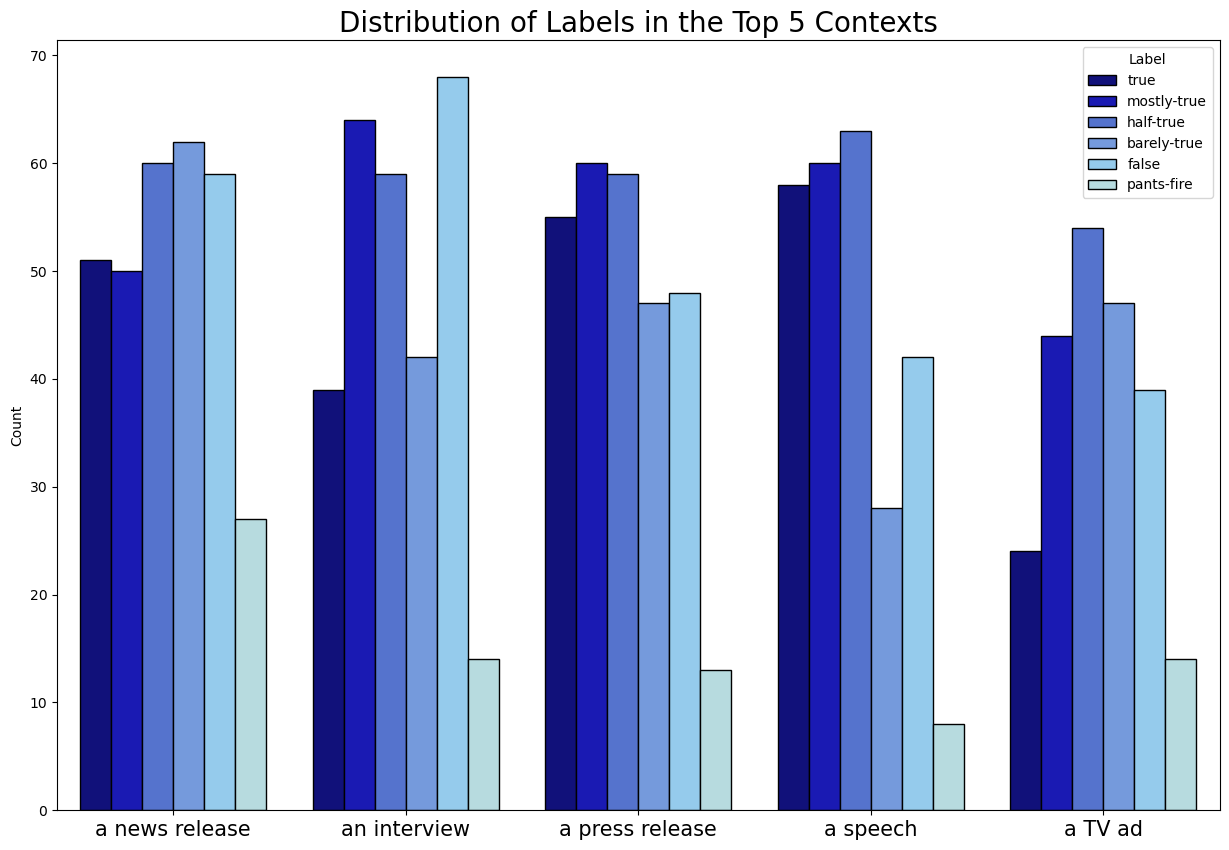 Distribution of Labels in the Top 5 Contexts
Label
true
mostly-true
half-true
barely-true
false
pants-fire
Count
70
60
50
40
30
20
10
0
a news release
an interview
a press release
a speech
a TV ad